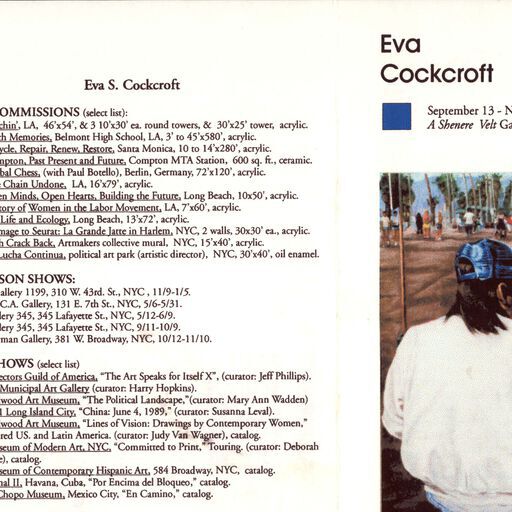 Eva S. Cockcroft
OMMISSIONS (select list):
chin', LA, 46'x54', & 3 10'x30' ea. round towers, & 30'x25' tower, acrylic.
h Memories, Belmont High School, LA, 3' to 45'x580', acrylic.
ycle, Repair, Renew, Restore, Santa Monica, 10 to 14'x280', acrylic.
mpton, Past Present and Future, Compton MTA Station, 600 sq. ft., ceramic.
bal Chess, (with Paul Botello), Berlin, Germany, 72'x120', acrylic.
Chain Undone, LA, 16'x79', acrylic.
en Minds, Open Hearts, Building the Future, Long Beach, 10x50', acrylic.
tory of Women in the Labor Movement, LA, 7'x60', acrylic.
Life and Ecology, Long Beach, 13'x72', acrylic.
mage to Seurat: La Grande Jatte in Harlem, NYC, 2 walls, 30x30' ea., acrylic.
h Crack Back, Artmakers collective mural, NYC, 15'x40', acrylic.
Lucha Continua, political art park (artistic director), NYC, 30'x40', oil enamel.
SON SHOWS:
allery 1199, 310 W. 43rd. St., NYC , 11/9-1/5.
C.A. Gallery, 131 E. 7th St., NYC, 5/6-5/31.
lery 345, 345 Lafayette St., NYC, 5/12-6/9.
lery 345, 345 Lafayette St., NYC, 9/11-10/9.
man Gallery, 381 W. Broadway, NYC, 10/12-11/10.
HOWS (select list)
ectors Guild of America, "The Art Speaks for Itself X", (curator: Jeff Phillips).
Municipal Art Gallery (curator: Harry Hopkins).
wood Art Museum, "The Political Landscape,"(curator: Mary Ann Wadden)
1 Long Island City, "China: June 4, 1989," (curator: Susanna Leval).
wood Art Museum, "Lines of Vision: Drawings by Contemporary Women,"
red US. and Latin America. (curator: Judy Van Wagner), catalog.
seum of Modern Art, NYC, "Committed to Print," Touring. (curator: Deborah
e), catalog.
seum of Contemporary Hispanic Art, 584 Broadway, NYC, catalog.
nal II, Havana, Cuba, "Por Encima del Bloqueo," catalog.
Chopo Museum, Mexico City, "En Camino," catalog.
Eva
Cockcroft
September 13 - N
A Shenere Velt Ga